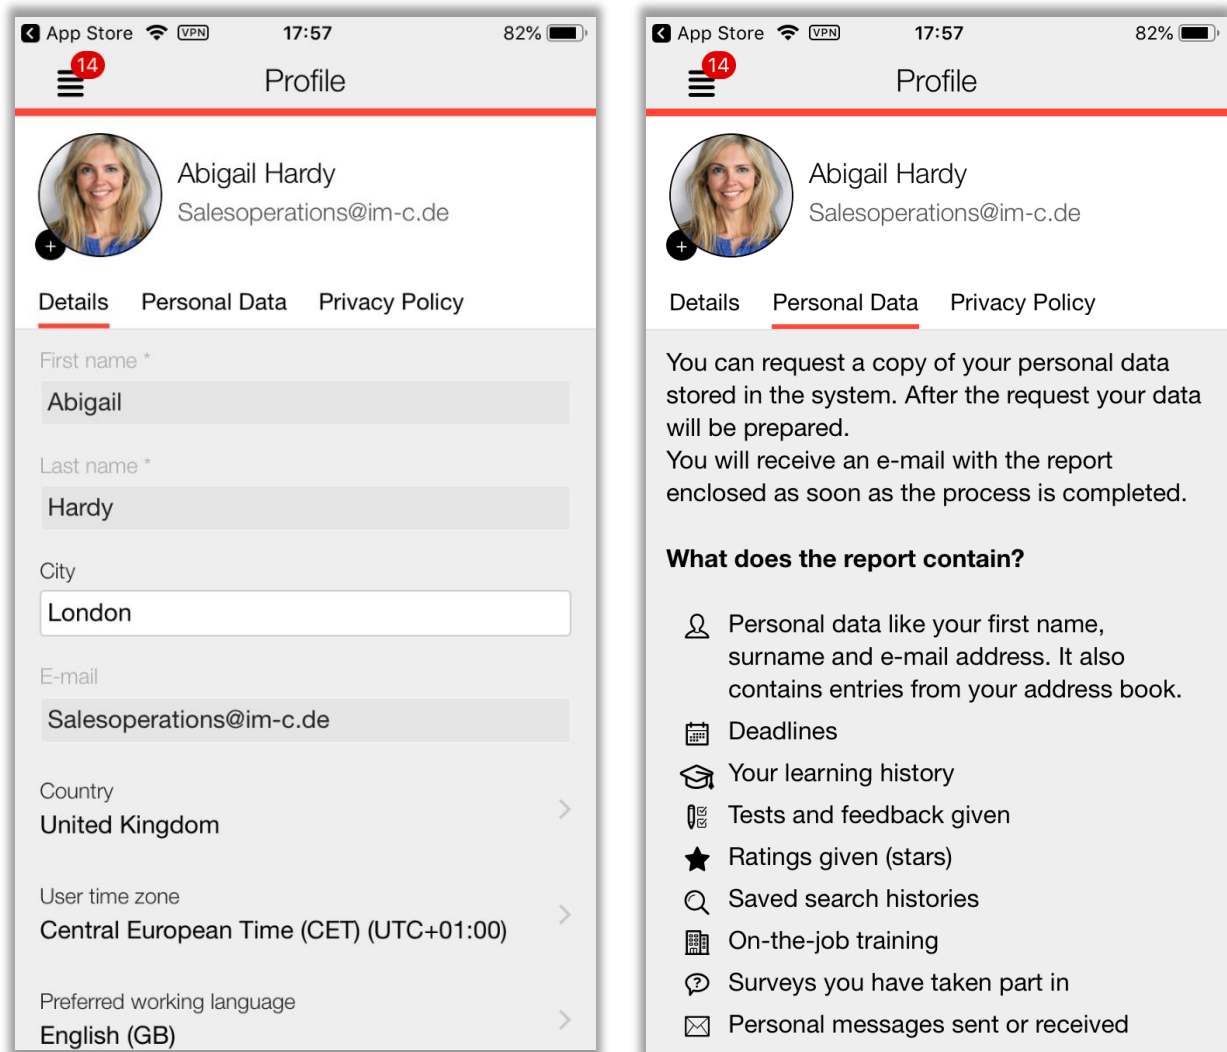 App Store VPN 17:57 82%
14
Profile
Abigail Hardy
Salesoperations@im-c.de
Details Personal Data Privacy Policy
First name *
Abigail
Last name *
Hardy
City
London
E-mail
Salesoperations@im-c.de
Country
United Kingdom
User time zone
Central European Time (CET) (UTC+01:00)
Preferred working language
English (GB)
App Store VPN 17:57 82%
14
Profile
Abigail Hardy
Salesoperations@im-c.de
Details Personal Data Privacy Policy
You can request a copy of your personal data
stored in the system. After the request your data
will be prepared.
You will receive an e-mail with the report
enclosed as soon as the process is completed.
What does the report contain?
Personal data like your first name,
surname and e-mail address. It also
contains entries from your address book.
Deadlines
Your learning history
Tests and feedback given
Ratings given (stars)
Saved search histories
On-the-job training
Surveys you have taken part in
Personal messages sent or received